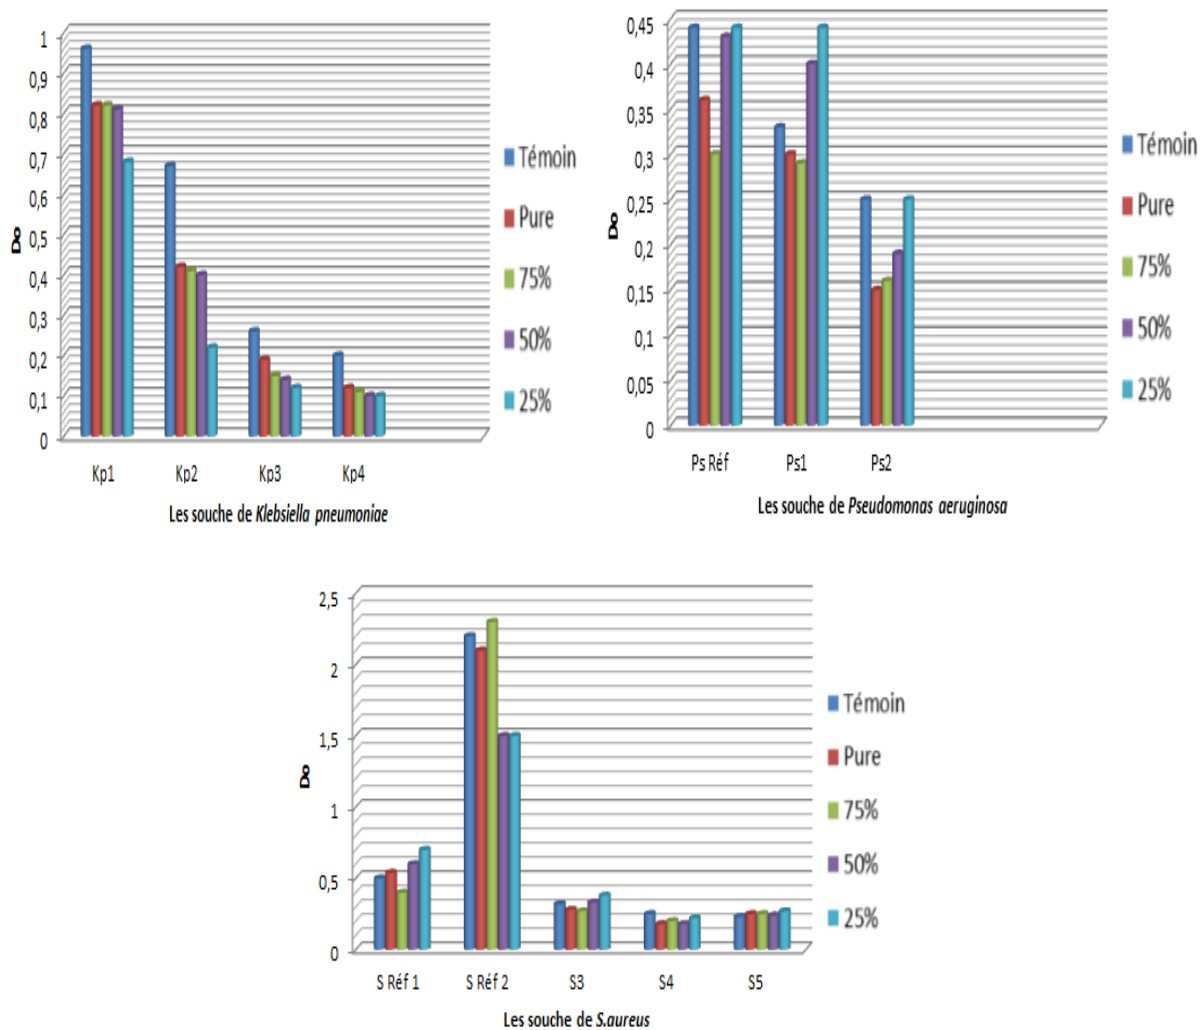 1
0,9
0,8
0,7
0,6
0,5
0,4
0,3
0,2
0,1
0
Do
Kp1 Kp2 Kp3 Kp4
Les souche de Klebsiella pneumoniae
Témoin
Pure
75%
50%
25%
0,45
0,4
0,35
0,3
0,25
0,2
0,15
0,1
0,05
0
Do
Ps Réf Ps1 Ps2
Les souche de Pseudomonas aeruginosa
Témoin
Pure
75%
50%
25%
2,5
2
1,5
1
0,5
0
Do
S Réf 1 S Réf 2 S3 S4 S5
Les souche de S.aureus
Témoin
Pure
75%
50%
25%